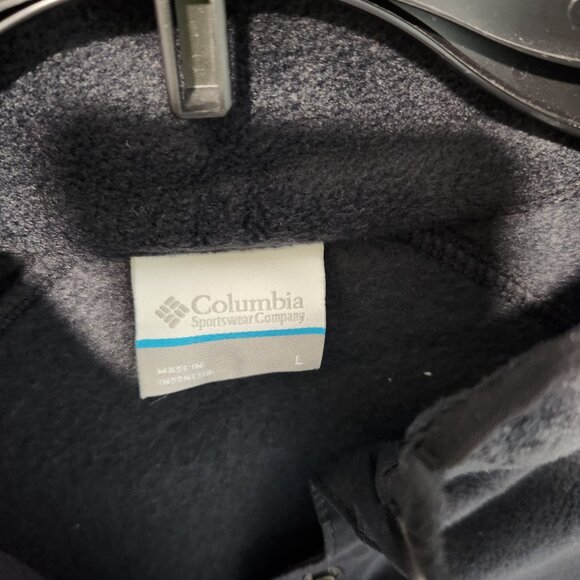 Columbia
Sportswear Company
MADE IN
INDONESIA
L